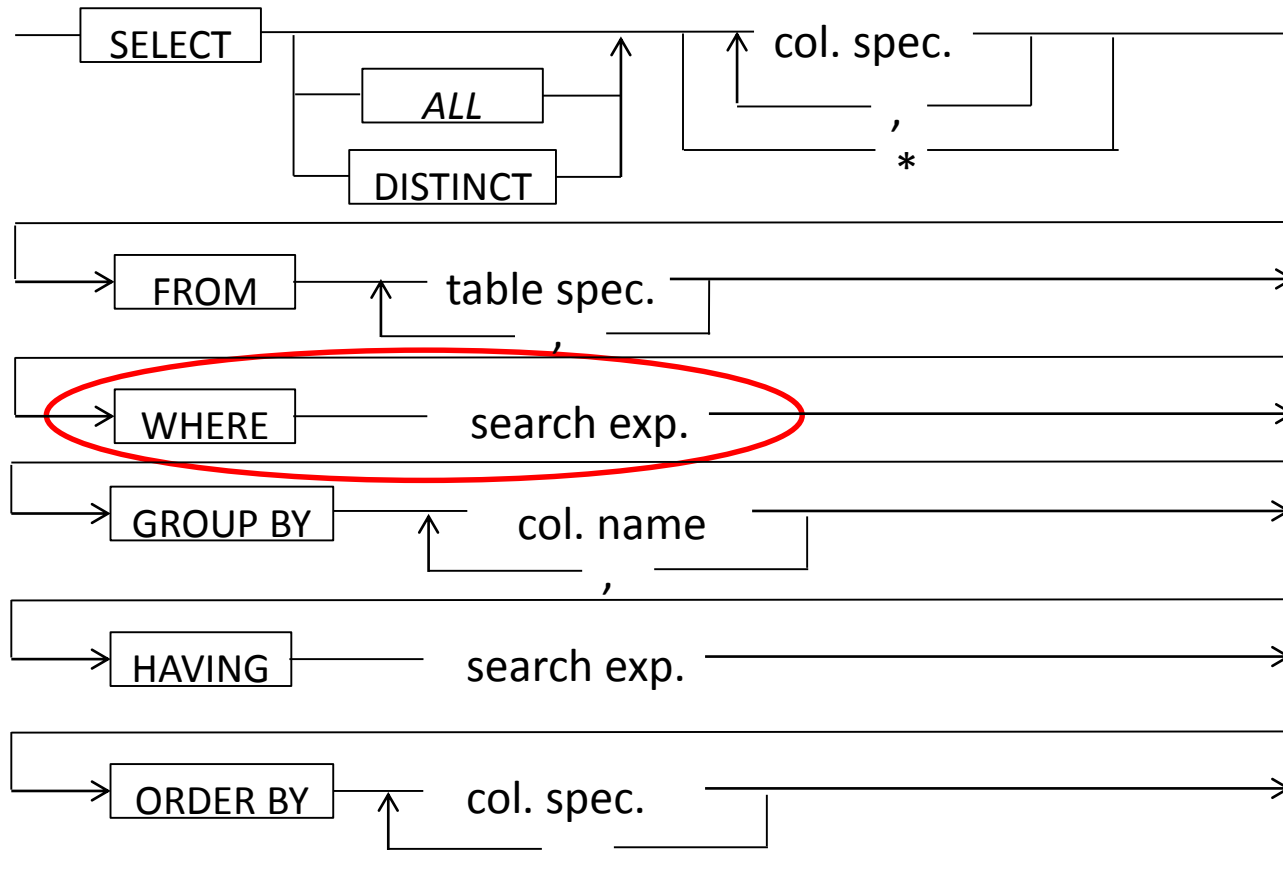 SELECT col. spec.
ALL ,
DISTINCT *
FROM table spec.
,
WHERE search exp.
GROUP BY col. name
,
HAVING search exp.
ORDER BY col. spec.